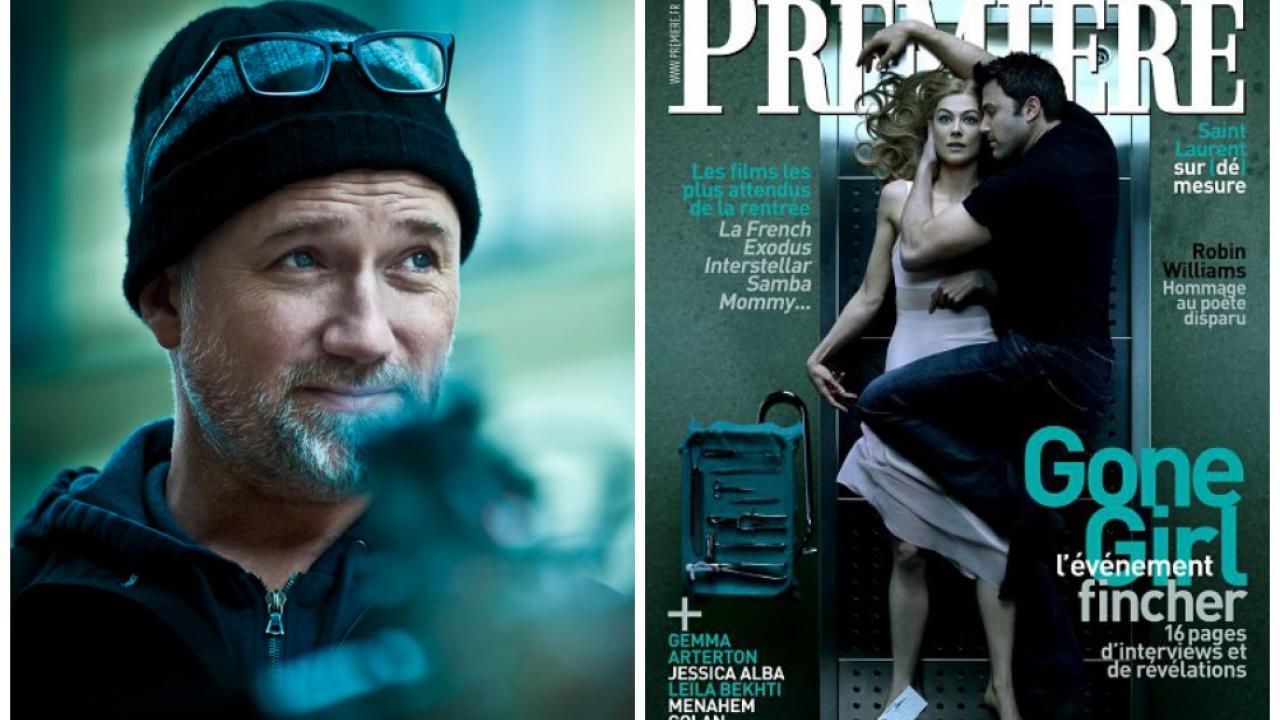 WWW.PREMIERE.FR
PREMIERE
Les films les
plus attendus
de la rentrée
La French
Exodus
Interstellar
Samba
Mommy...
Saint
Laurent
sur (dé)
mesure
Robin
Williams
Hommage
au poète
disparu
Gone
Girl
l'événement
fincher
16 pages
d'interviews et
de révélations
+
GEMMA
ARTERTON
JESSICA ALBA
LEILA BEKHTI
MENAHEM
GOLAN